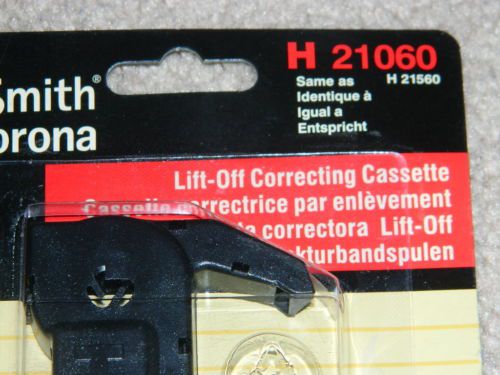 Smith®
orona
H 21060
Same as H 21560
Identique à
Igual a
Entspricht
Lift-Off Correcting Cassette
Cassette correctrice par enlèvement
correctora Lift-Off
kturbandspulen